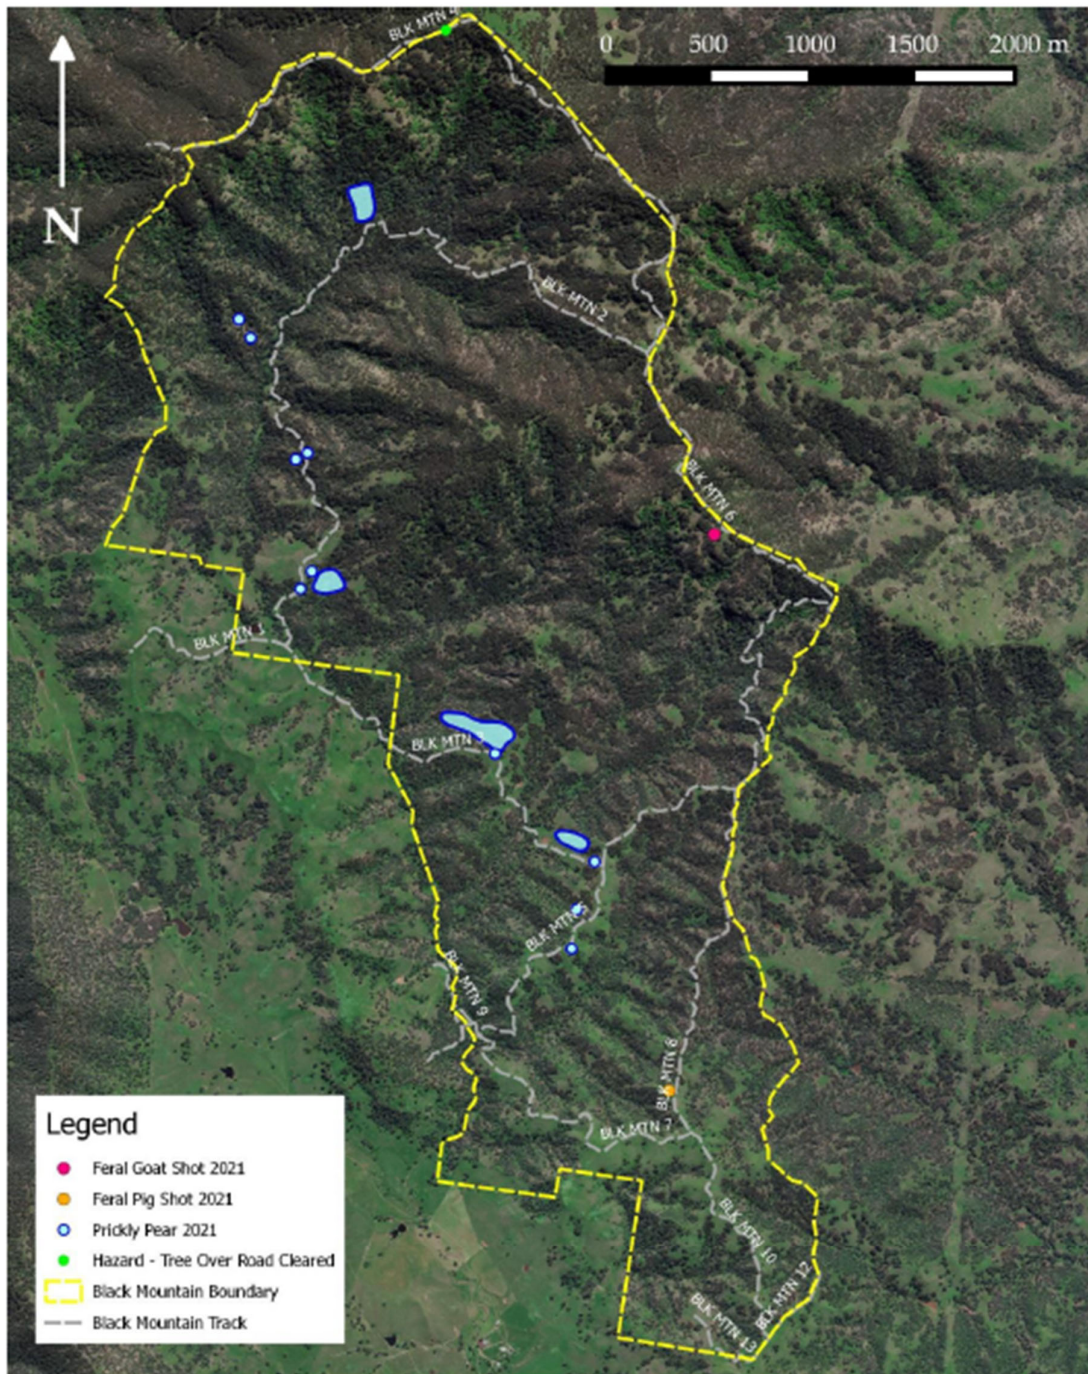 BLK MTN 4
0 500 1000 1500 2000 m
N
BLK MTN 2
BLK MTN 6
BLK MTN 3
BLK MTN 5
BLK MTN 9
BLK MTN 7
BLK MTN 10
BLK MTN 12
BLK MTN 13
Legend
Feral Goat Shot 2021
Feral Pig Shot 2021
Prickly Pear 2021
Hazard - Tree Over Road Cleared
Black Mountain Boundary
Black Mountain Track